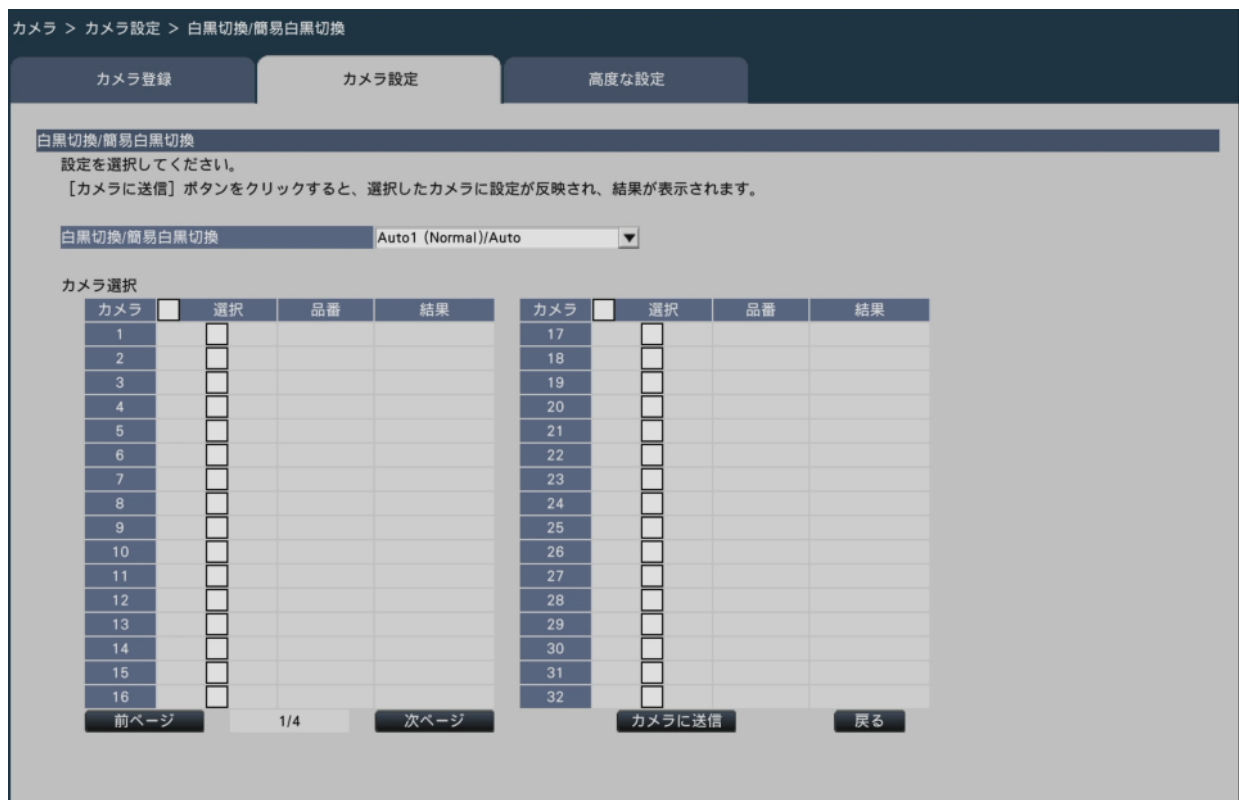 カメラ > カメラ設定 > 白黒切換/簡易白黒切換
カメラ登録 カメラ設定 高度な設定
白黒切換/簡易白黒切換
設定を選択してください。
［カメラに送信］ボタンをクリックすると、選択したカメラに設定が反映され、結果が表示されます。
白黒切換/簡易白黒切換 Auto1 (Normal)/Auto
カメラ選択
カメラ 選択 品番 結果 カメラ 選択 品番 結果
1 17
2 18
3 19
4 20
5 21
6 22
7 23
8 24
9 25
10 26
11 27
12 28
13 29
14 30
15 31
16 32
前ページ 1/4 次ページ カメラに送信 戻る